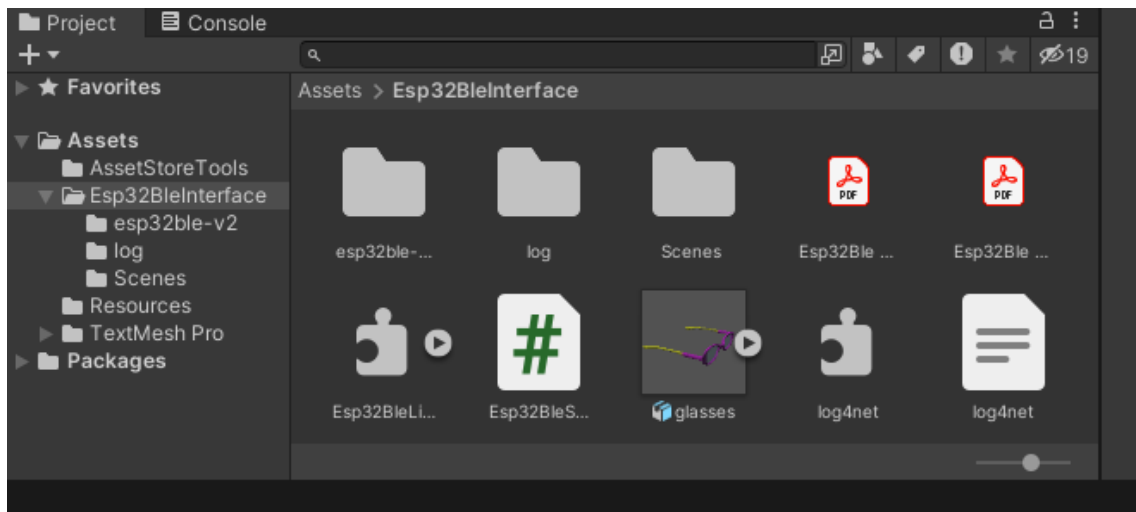 Project Console
19
Favorites
Assets > Esp32BleInterface
Assets
AssetStoreTools
Esp32BleInterface
esp32ble-v2
log
Scenes
Resources
TextMesh Pro
Packages
esp32ble-... log Scenes Esp32Ble ... Esp32Ble ...
PDF PDF
Esp32BleLi... Esp32BleS... glasses log4net log4net
#